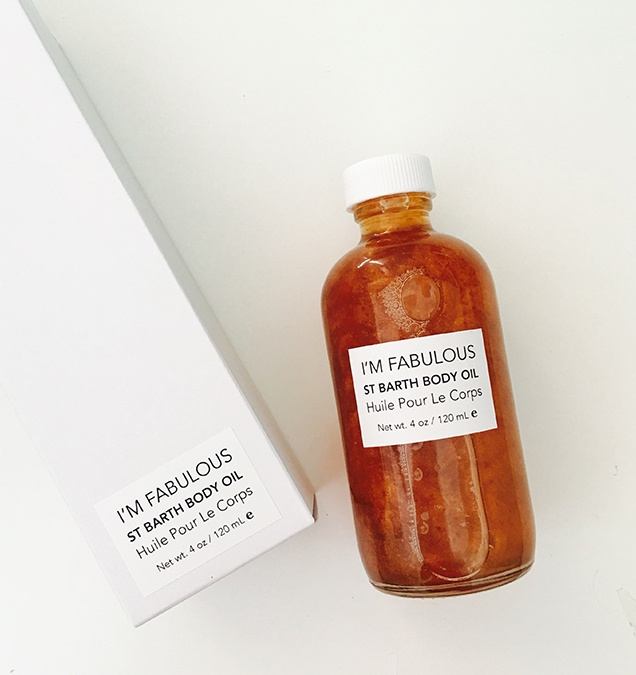 I'M FABULOUS
ST BARTH BODY OIL
Huile Pour Le Corps
Net wt. 4 oz / 120 mL e
I'M FABULOUS
ST BARTH BODY OIL
Huile Pour Le Corps
Net wt. 4 oz / 120 mL e